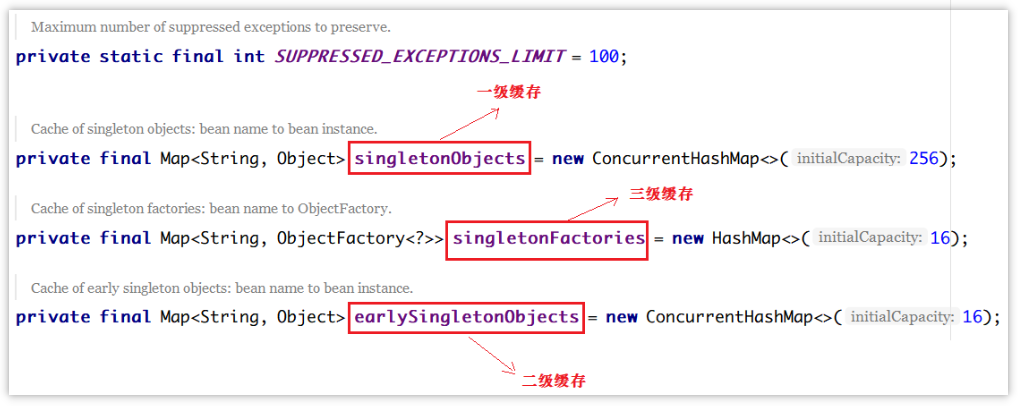 Maximum number of suppressed exceptions to preserve.
private static final int SUPPRESSED_EXCEPTIONS_LIMIT = 100;
一级缓存
Cache of singleton objects: bean name to bean instance.
private final Map<String, Object> singletonObjects = new ConcurrentHashMap<>( initialCapacity: 256);
三级缓存
Cache of singleton factories: bean name to ObjectFactory.
private final Map<String, ObjectFactory<?>> singletonFactories = new HashMap<>( initialCapacity: 16);
Cache of early singleton objects: bean name to bean instance.
private final Map<String, Object> earlySingletonObjects = new ConcurrentHashMap<>( initialCapacity: 16);
二级缓存